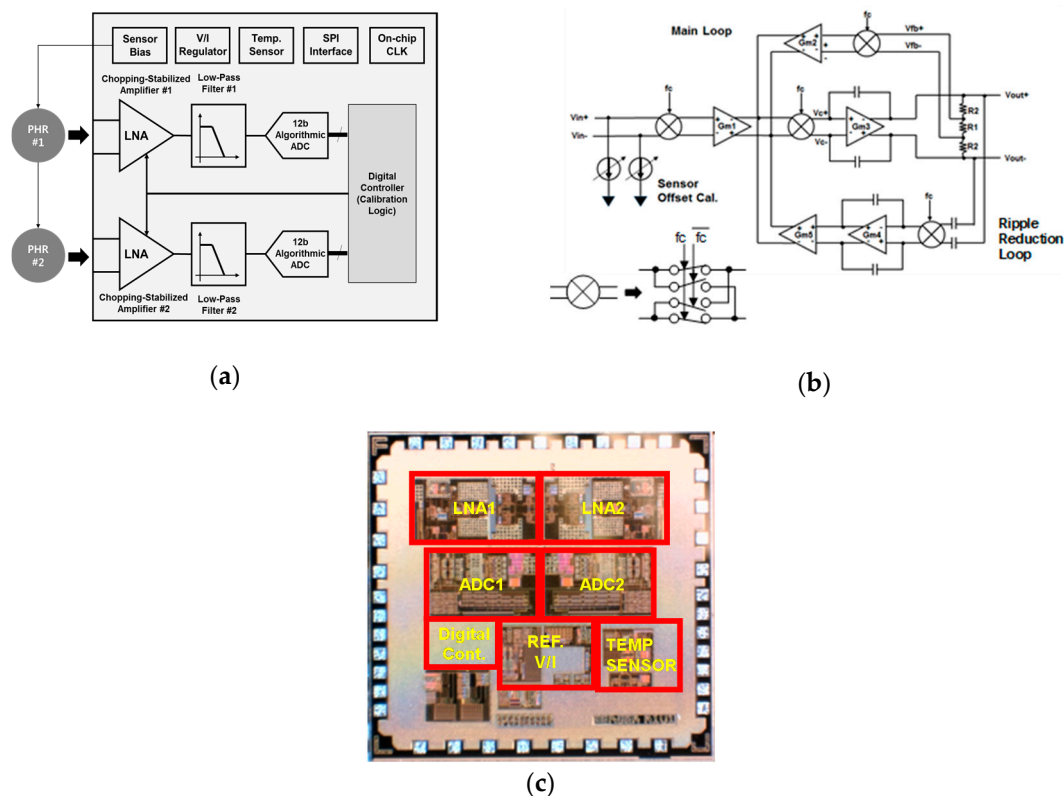 Sensor
Bias
V/I
Regulator
Temp.
Sensor
SPI
Interface
On-chip
CLK
Chopping-Stabilized
Amplifier #1
Low-Pass
Filter #1
PHR
#1
LNA
12b
Algorithmic
ADC
Digital
Controller
(Calibration
Logic)
PHR
#2
LNA
12b
Algorithmic
ADC
Chopping-Stabilized
Amplifier #2
Low-Pass
Filter #2
(a)
Main Loop
fc
Vfb+
Vfb-
Gm2
fc
fc
Vin+
Vin-
Gm1
Vc+
Vc-
Gm3
Vout+
R2
R1
R2
Vout-
Sensor
Offset Cal.
fc
Gm5
Gm4
Ripple
Reduction
Loop
fc
fc
(b)
LNA1
LNA2
ADC1
ADC2
Digital
Cont.
REF.
V/I
TEMP
SENSOR
(c)